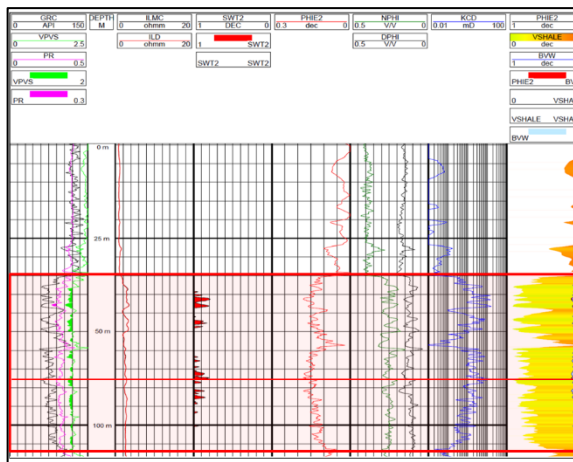 GRC DEPTH ILMC SWT2 PHIE2 NPHI KCD PHIE2
0 API 150 M 0 ohmm 20 1 DEC 0 0.3 dec 0 0.5 V/V 0 0.01 mD 100 1 dec
VPVS ILD DPHI VSHALE
0 2.5 0 ohmm 20 1 SWT2 0.5 V/V 0 0 dec
PR SWT2 SWT2 BVW
0 0.5 1 dec
VPVS 2 PHIE2
PR 0.3 0
VSHALE
BVW
0 m
25 m
50 m
100 m